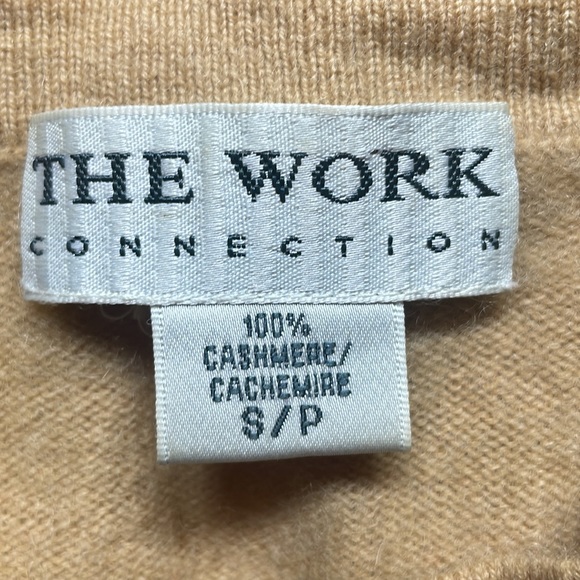 THE WORK
CONNECTION
100%
CASHMERE/
CACHEMIRE
S/P